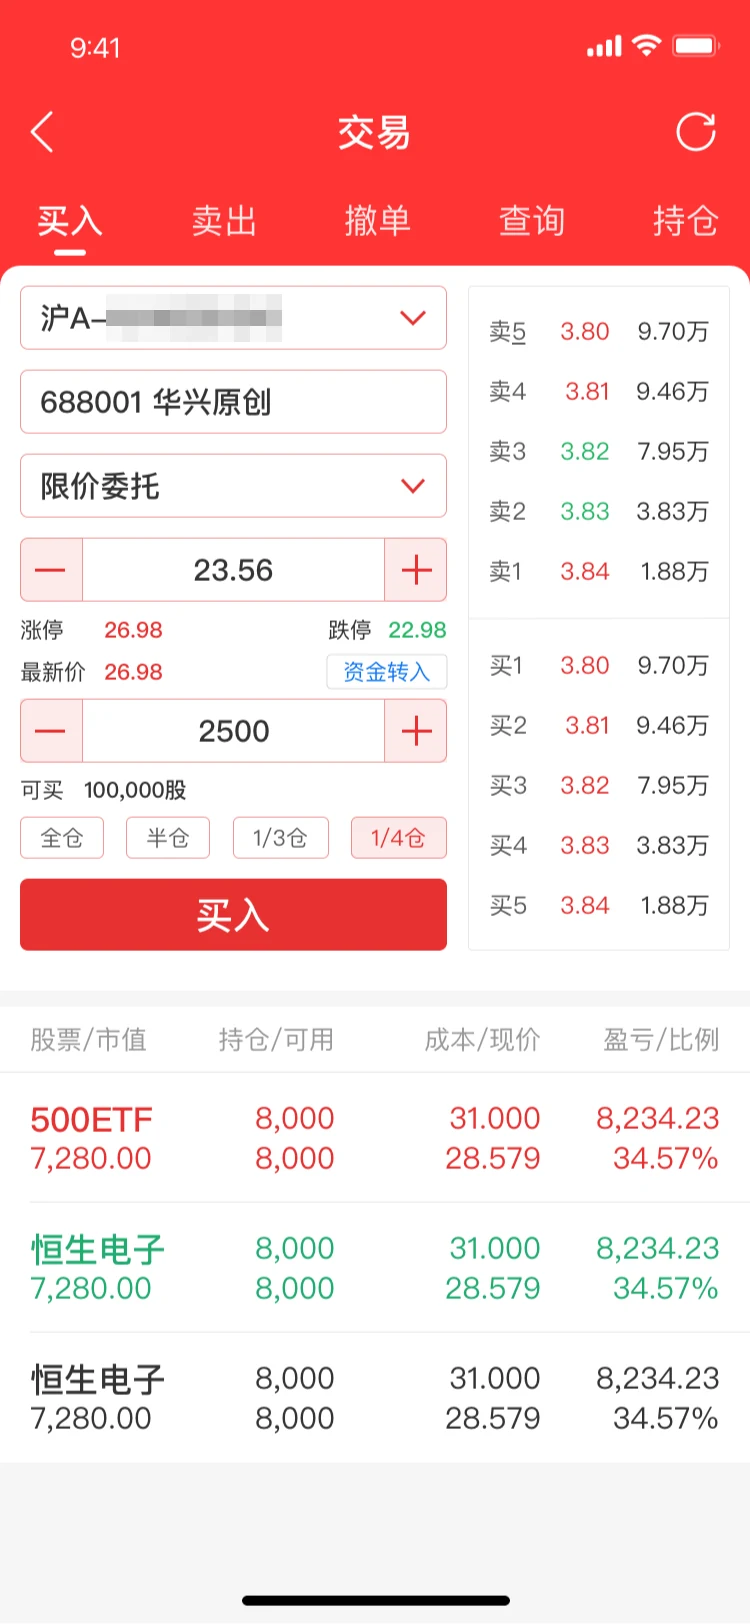 9:41
交易
买入 卖出 撤单 查询 持仓
沪A-
688001 华兴原创
限价委托
23.56
涨停 26.98 跌停 22.98
最新价 26.98 资金转入
2500
可买 100,000股
全仓 半仓 1/3仓 1/4仓
买入
卖5 3.80 9.70万
卖4 3.81 9.46万
卖3 3.82 7.95万
卖2 3.83 3.83万
卖1 3.84 1.88万
买1 3.80 9.70万
买2 3.81 9.46万
买3 3.82 7.95万
买4 3.83 3.83万
买5 3.84 1.88万
股票/市值 持仓/可用 成本/现价 盈亏/比例
500ETF 8,000 31.000 8,234.23
7,280.00 8,000 28.579 34.57%
恒生电子 8,000 31.000 8,234.23
7,280.00 8,000 28.579 34.57%
恒生电子 8,000 31.000 8,234.23
7,280.00 8,000 28.579 34.57%